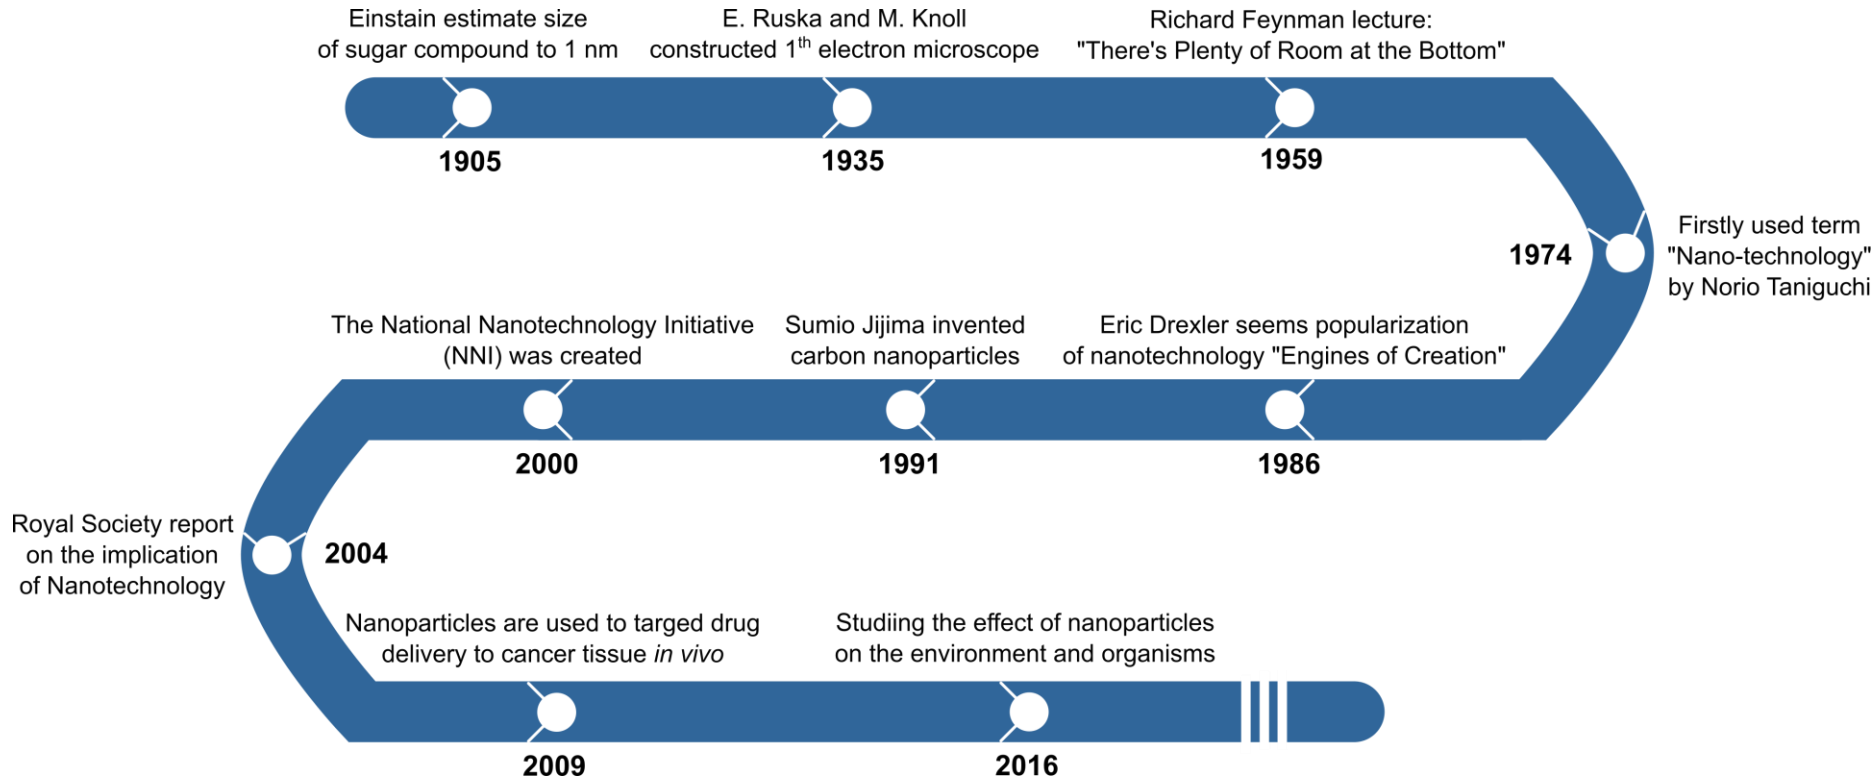 Einstain estimate size
of sugar compound to 1 nm
1905
E. Ruska and M. Knoll
constructed 1th electron microscope
1935
Richard Feynman lecture:
"There's Plenty of Room at the Bottom"
1959
Firstly used term
"Nano-technology"
by Norio Taniguchi
1974
Eric Drexler seems popularization
of nanotechnology "Engines of Creation"
1986
Sumio Jijima invented
carbon nanoparticles
1991
The National Nanotechnology Initiative
(NNI) was created
2000
Royal Society report
on the implication
of Nanotechnology
2004
Nanoparticles are used to targed drug
delivery to cancer tissue in vivo
2009
Studiing the effect of nanoparticles
on the environment and organisms
2016